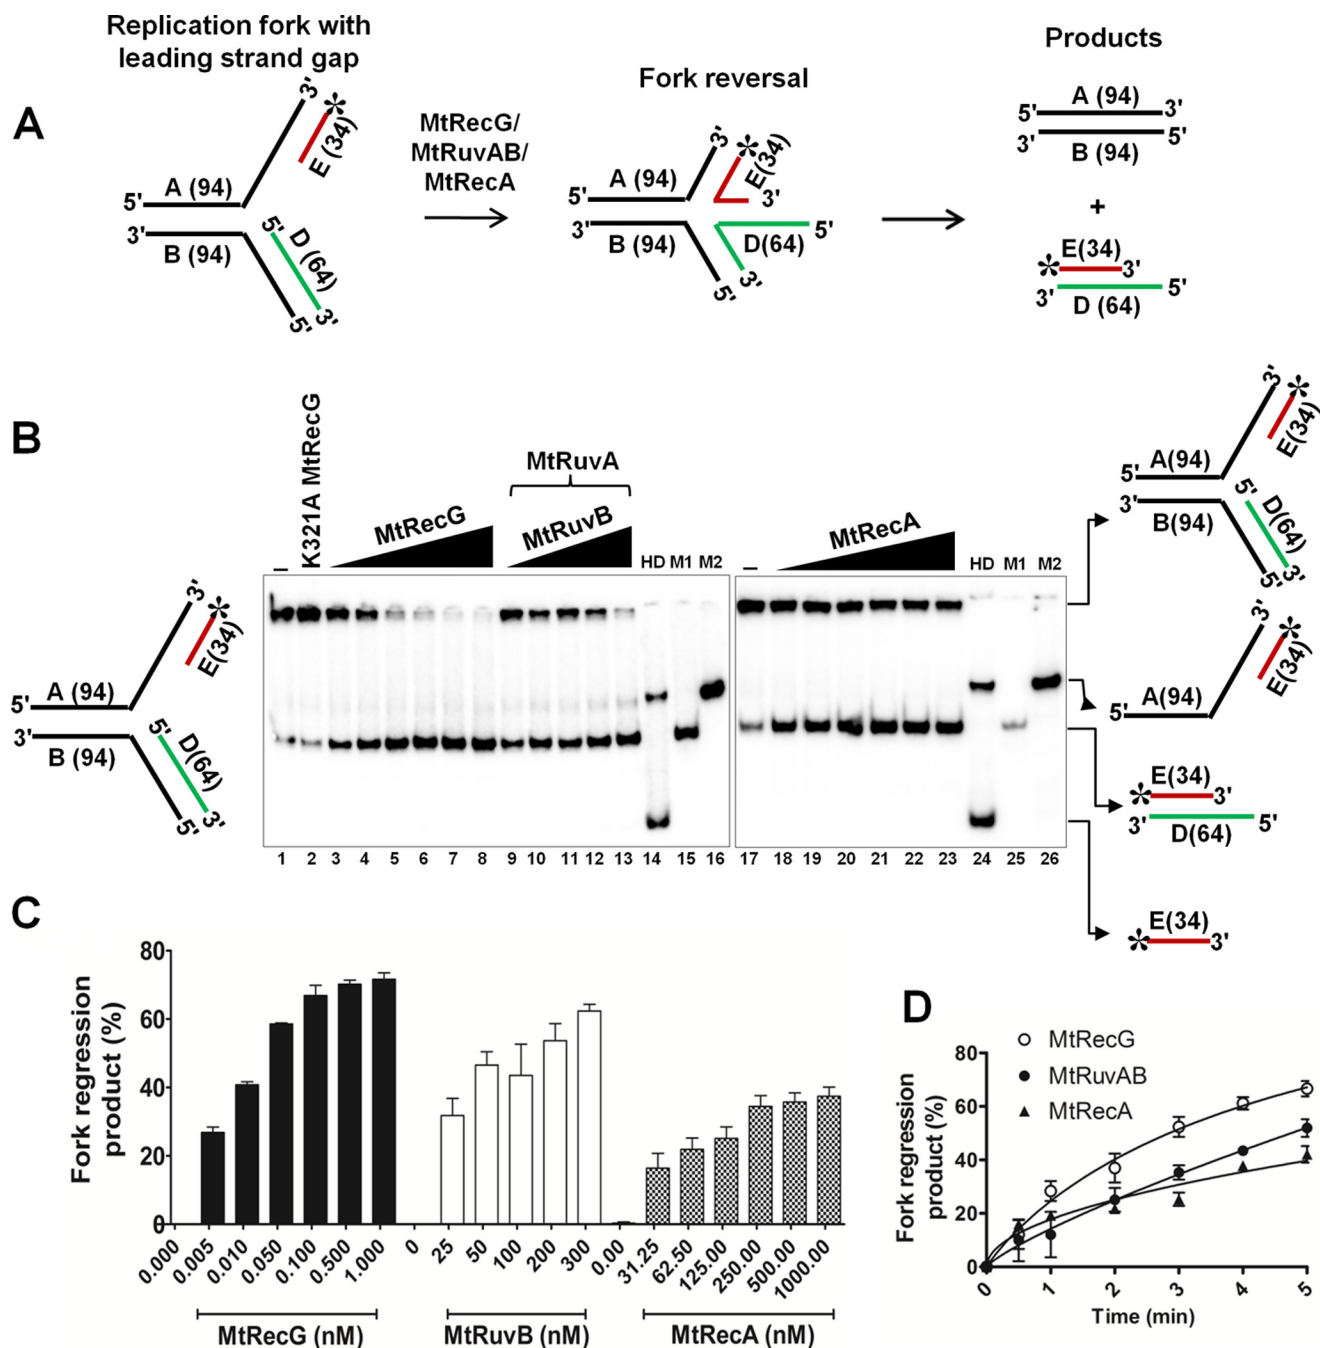 Replication fork with
leading strand gap
Products
Fork reversal
A
3'
*
E (34)
A (94)
5'
3'
B (94)
5'
D (64)
5'
3'
MtRecG/
MtRuvAB/
MtRecA
3'
*
E(34)
A (94)
3'
5'
3'
B (94)
D(64)
5'
5'
3'
A (94)
5'
3'
3'
5'
B (94)
+
E(34)
*
3'
3'
5'
D (64)
B
K321A MtRecG
MtRuvA
MtRecG
MtRuvB
MtRecA
–
HD M1 M2
–
HD M1 M2
3'
*
E(34)
A (94)
5'
3'
B (94)
5'
D(64)
5'
3'
1 2 3 4 5 6 7 8 9 10 11 12 13 14 15 16
17 18 19 20 21 22 23 24 25 26
3'
*
E(34)
A(94)
5'
3'
B(94)
5'
D(64)
5'
3'
3'
*
E(34)
5'
A(94)
E(34)
*
3'
3'
5'
D(64)
E(34)
*
3'
C
Fork regression
product (%)
80
60
40
20
0
0.000 0.005 0.010 0.050 0.100 0.500 1.000 0 25 50 100 200 300 0.00 31.25 62.50 125.00 250.00 500.00 1000.00
MtRecG (nM) MtRuvB (nM) MtRecA (nM)
D
MtRecG
MtRuvAB
MtRecA
Fork regression
product (%)
80
60
40
20
0
0 1 2 3 4 5
Time (min)